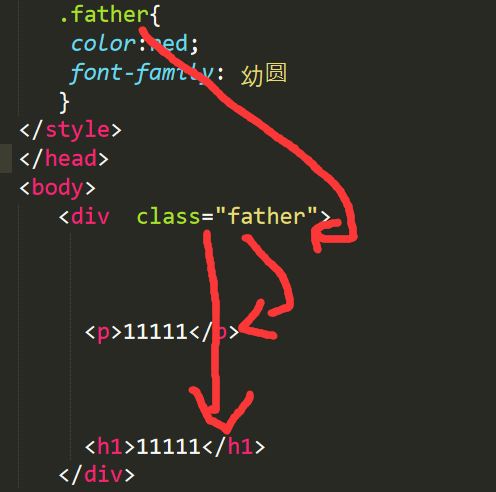 .father{
color:red;
font-family: 幼圆
}
</style>
</head>
<body>
<div class="father">
<p>11111</p>
<h1>11111</h1>
</div>